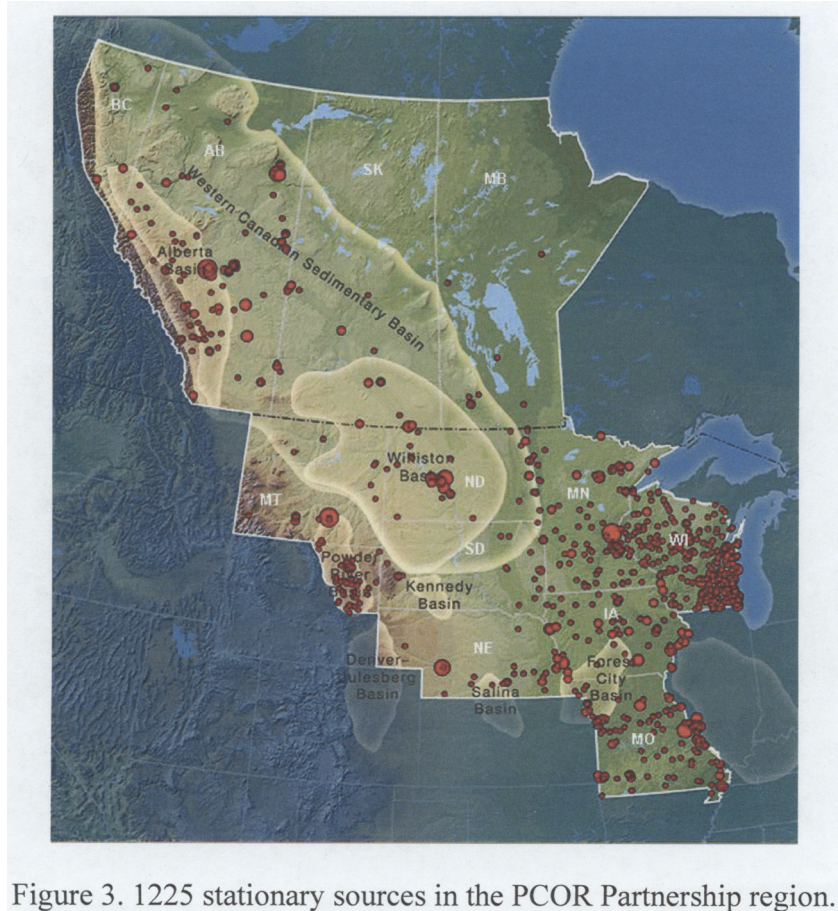 BC
AB
SK
MB
Western Canadian Sedimentary Basin
Alberta
Basin
Williston
Basin
ND
MT
MN
SD
WI
Powder
River
Basin
Kennedy
Basin
IA
NE
Denver-
Julesberg
Basin
Salina
Basin
Forest
City
Basin
MO
Figure 3. 1225 stationary sources in the PCOR Partnership region.